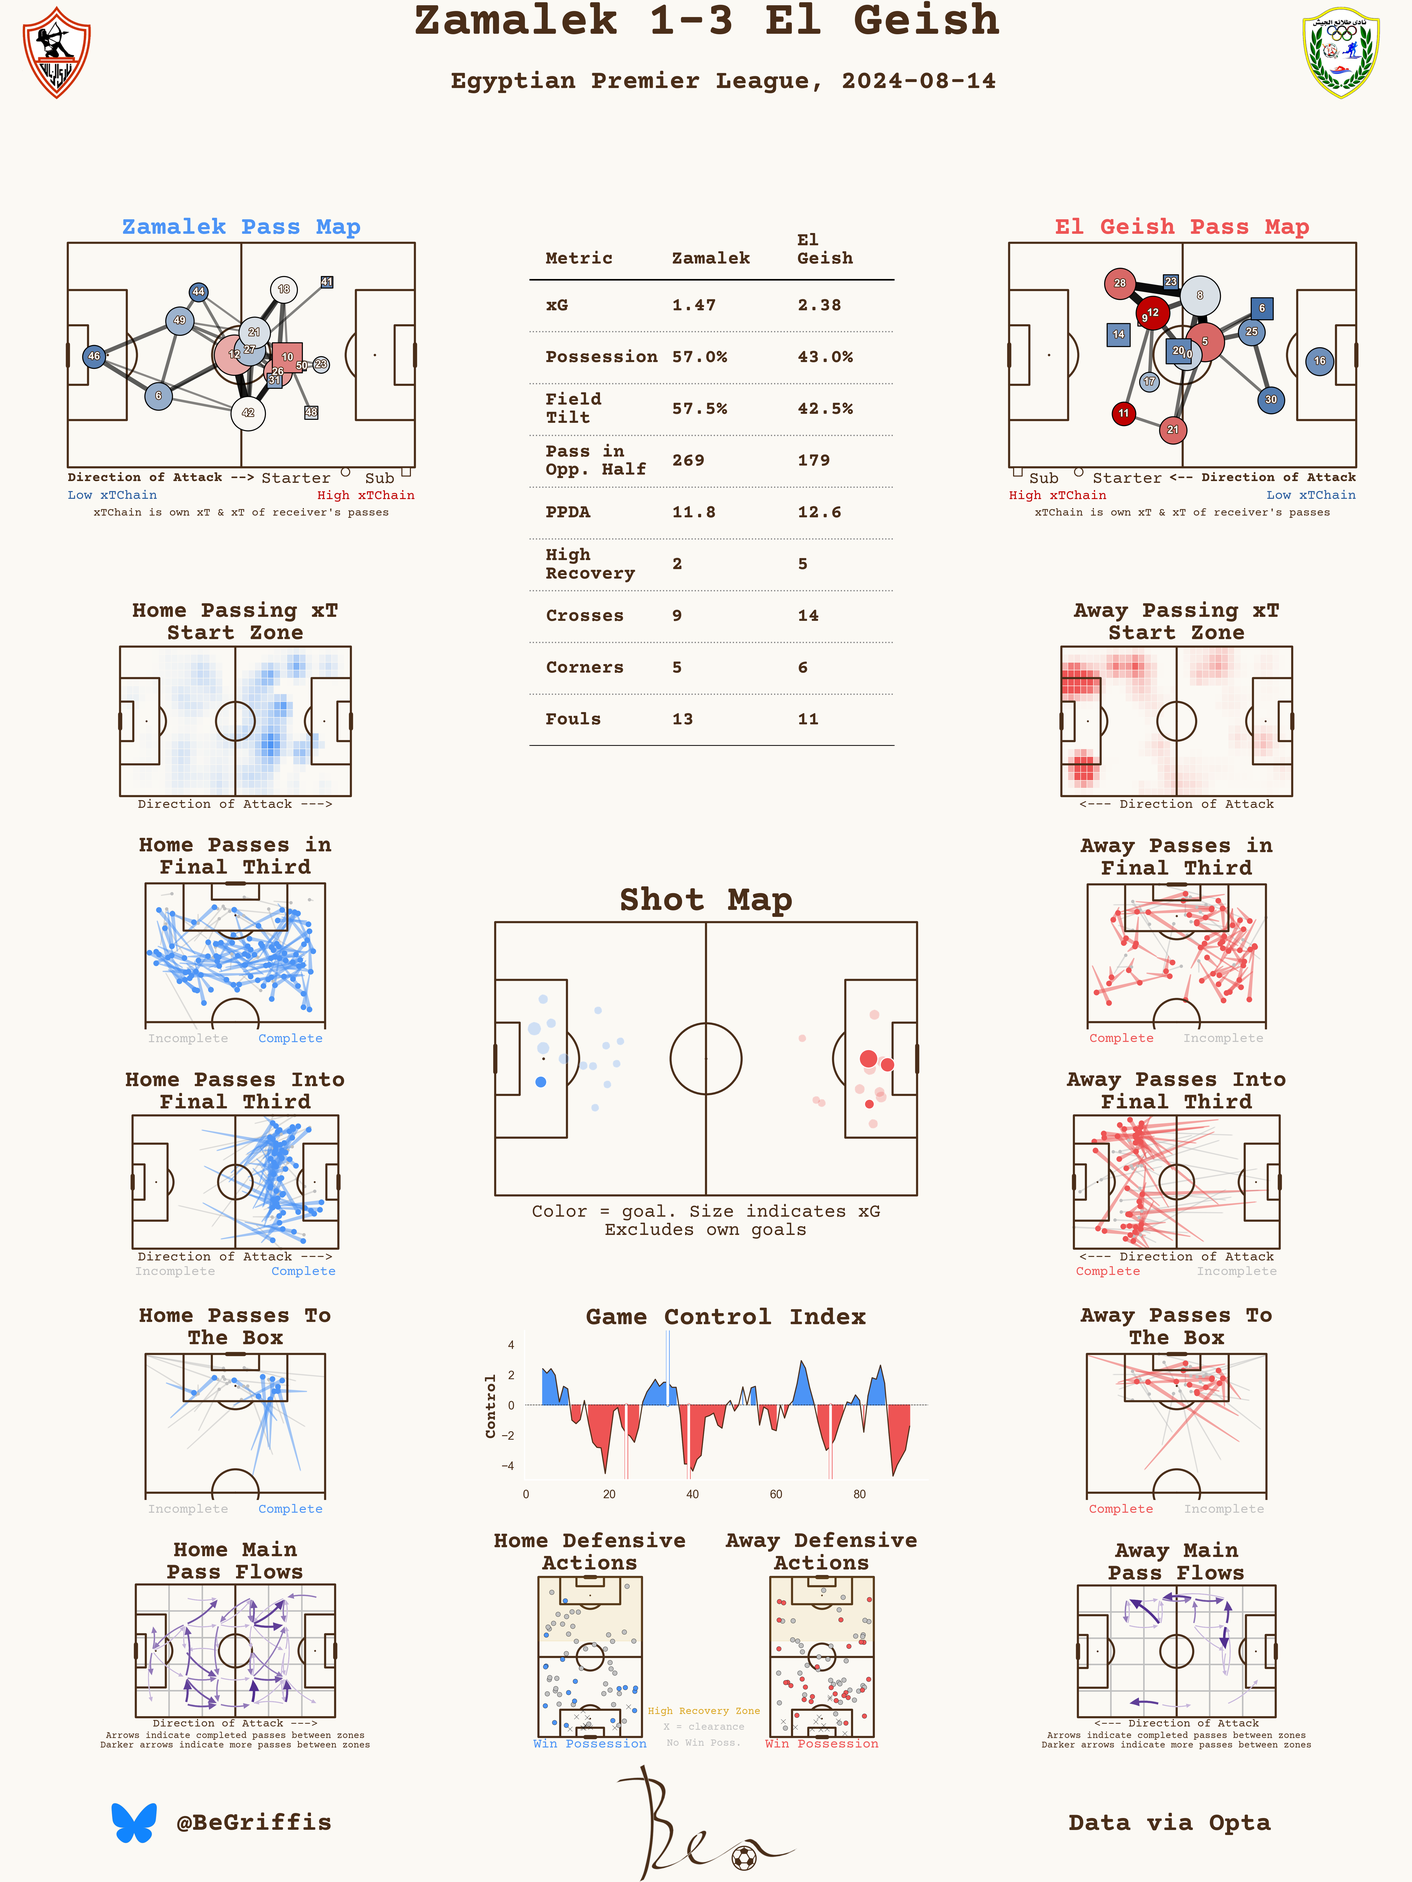 Zamalek 1-3 El Geish
Egyptian Premier League, 2024-08-14
نادى طلائع الجيش
Zamalek Pass Map
46
44
49
6
18
41
21
12
27
10
50
23
26
31
42
48
Direction of Attack --> Starter Sub
Low xTChain High xTChain
xTChain is own xT & xT of receiver's passes
Metric Zamalek El Geish
xG 1.47 2.38
Possession 57.0% 43.0%
Field Tilt 57.5% 42.5%
Pass in Opp. Half 269 179
PPDA 11.8 12.6
High Recovery 2 5
Crosses 9 14
Corners 5 6
Fouls 13 11
El Geish Pass Map
28
23
8
9
12
6
14
5
25
20
16
17
11
30
21
Sub Starter <-- Direction of Attack
High xTChain Low xTChain
xTChain is own xT & xT of receiver's passes
Home Passing xT
Start Zone
Direction of Attack --->
Away Passing xT
Start Zone
<--- Direction of Attack
Home Passes in
Final Third
Incomplete Complete
Away Passes in
Final Third
Complete Incomplete
Shot Map
Color = goal. Size indicates xG
Excludes own goals
Home Passes Into
Final Third
Direction of Attack --->
Incomplete Complete
Away Passes Into
Final Third
<--- Direction of Attack
Complete Incomplete
Home Passes To
The Box
Incomplete Complete
Game Control Index
Control
4
2
0
−2
−4
0 20 40 60 80
Away Passes To
The Box
Complete Incomplete
Home Main
Pass Flows
Direction of Attack --->
Arrows indicate completed passes between zones
Darker arrows indicate more passes between zones
Home Defensive
Actions
Win Possession
High Recovery Zone
X = clearance
No Win Poss.
Away Defensive
Actions
Win Possession
Away Main
Pass Flows
<--- Direction of Attack
Arrows indicate completed passes between zones
Darker arrows indicate more passes between zones
@BeGriffis
Ben
Data via Opta